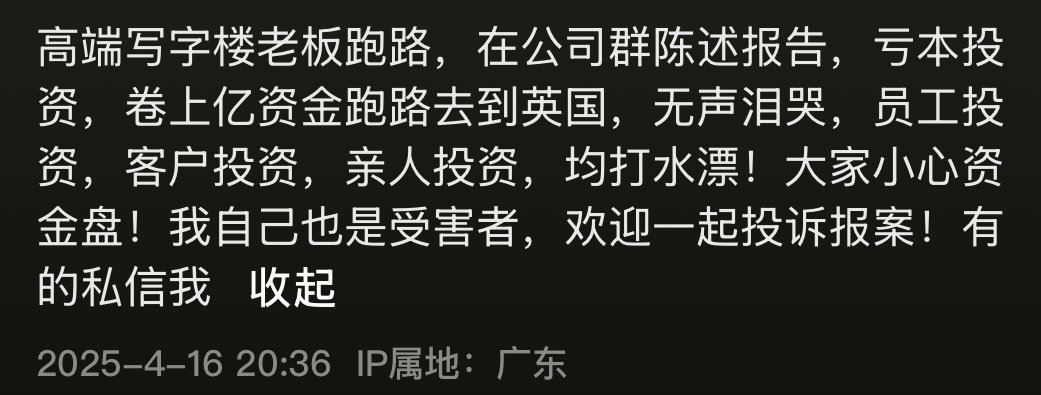 高端写字楼老板跑路，在公司群陈述报告，亏本投
资，卷上亿资金跑路去到英国，无声泪哭，员工投
资，客户投资，亲人投资，均打水漂！大家小心资
金盘！我自己也是受害者，欢迎一起投诉报案！有
的私信我 收起
2025-4-16 20:36 IP属地：广东